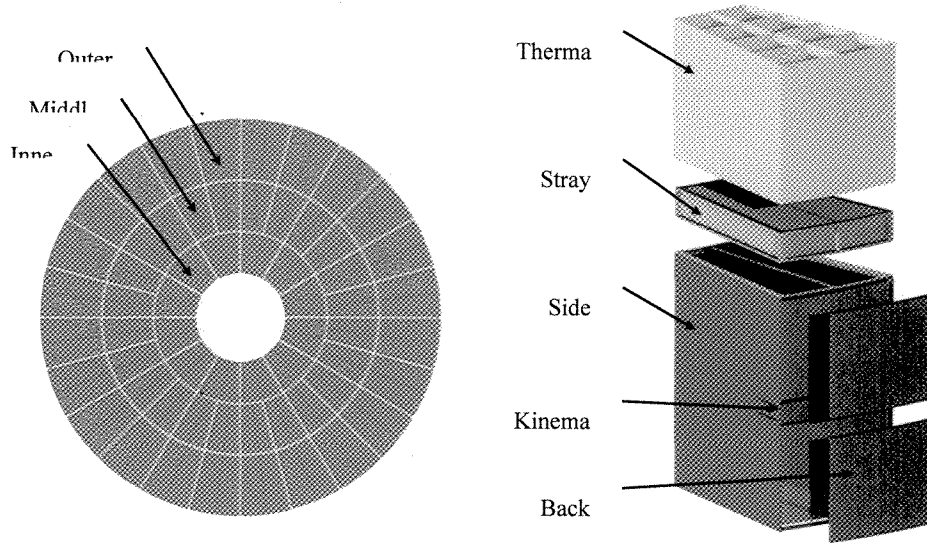 Outer
Middl
Inne
Therma
Stray
Side
Kinema
Back